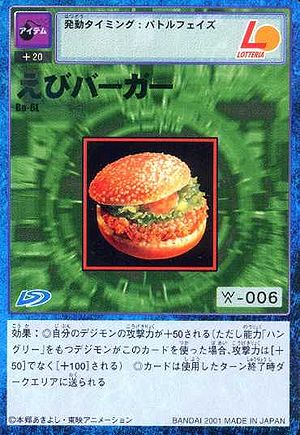 アイテム
+20
発動タイミング：バトルフェイズ
LOTTERIA
えびバーガー
Bo-6L
W-006
効果：◎自分のデジモンの攻撃力が+50される(ただし能力「ハン
グリー」をもつデジモンがこのカードを使った場合、攻撃力は[+
50]でなく[+100]される) ◎カードは使用したターン終了時ダ
ークエリアに送られる
©本郷あきよし・東映アニメーション
BANDAI 2001 MADE IN JAPAN